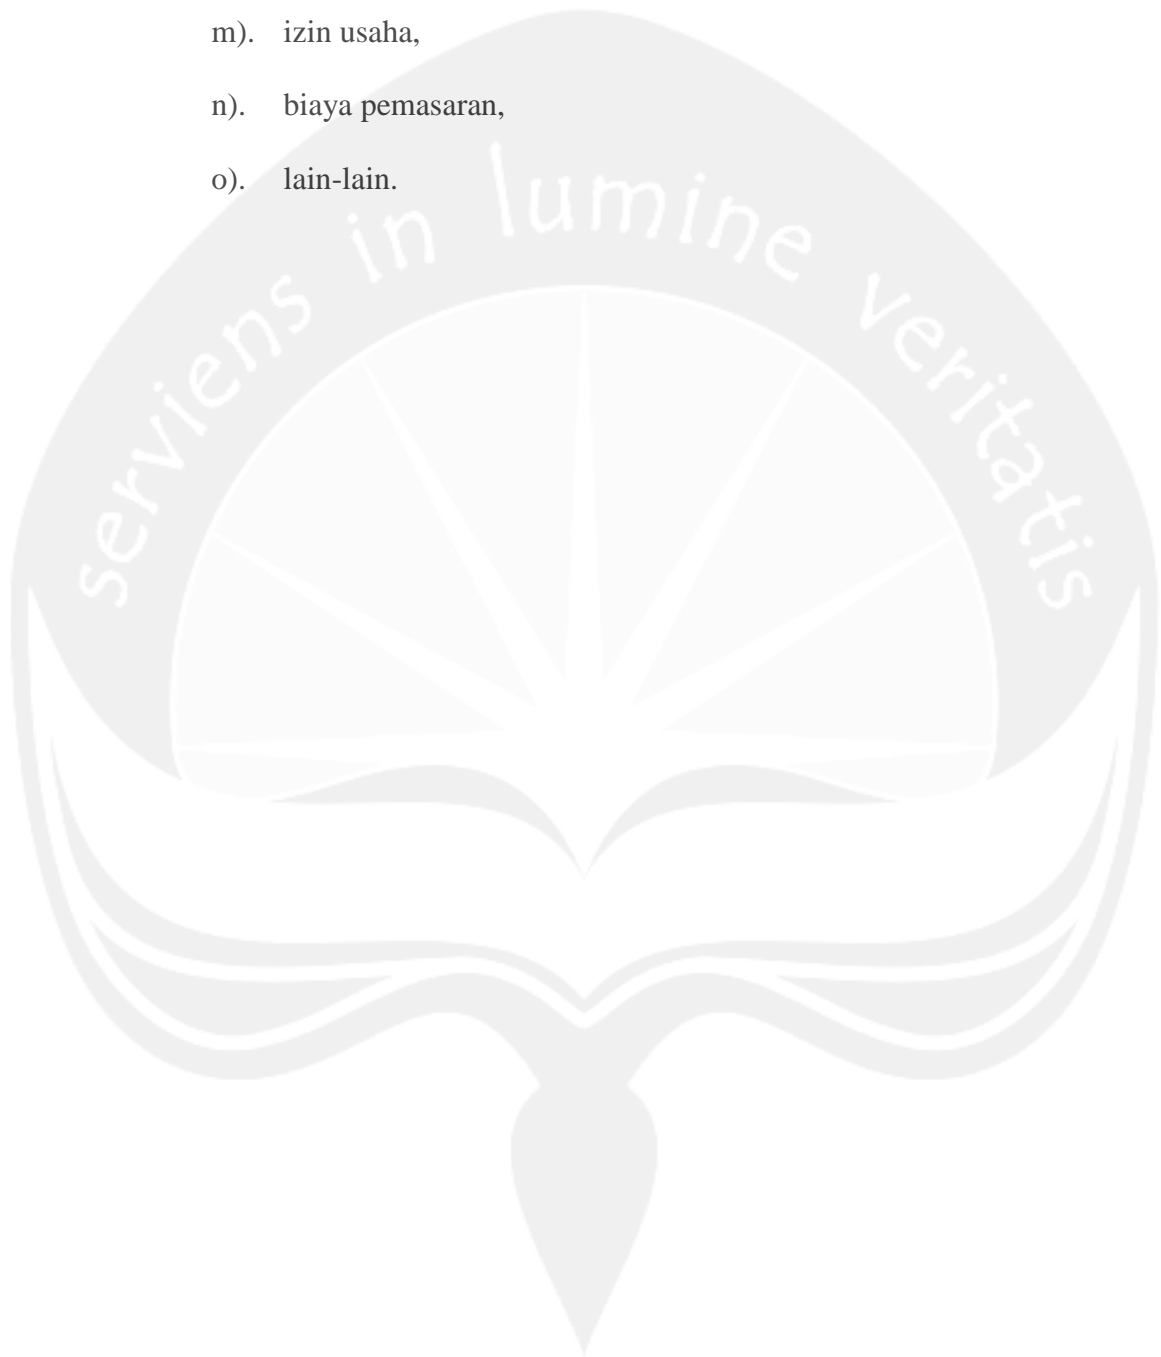 m). izin usaha,
n). biaya pemasaran,
o). lain-lain.
serviens in lumine veritatis